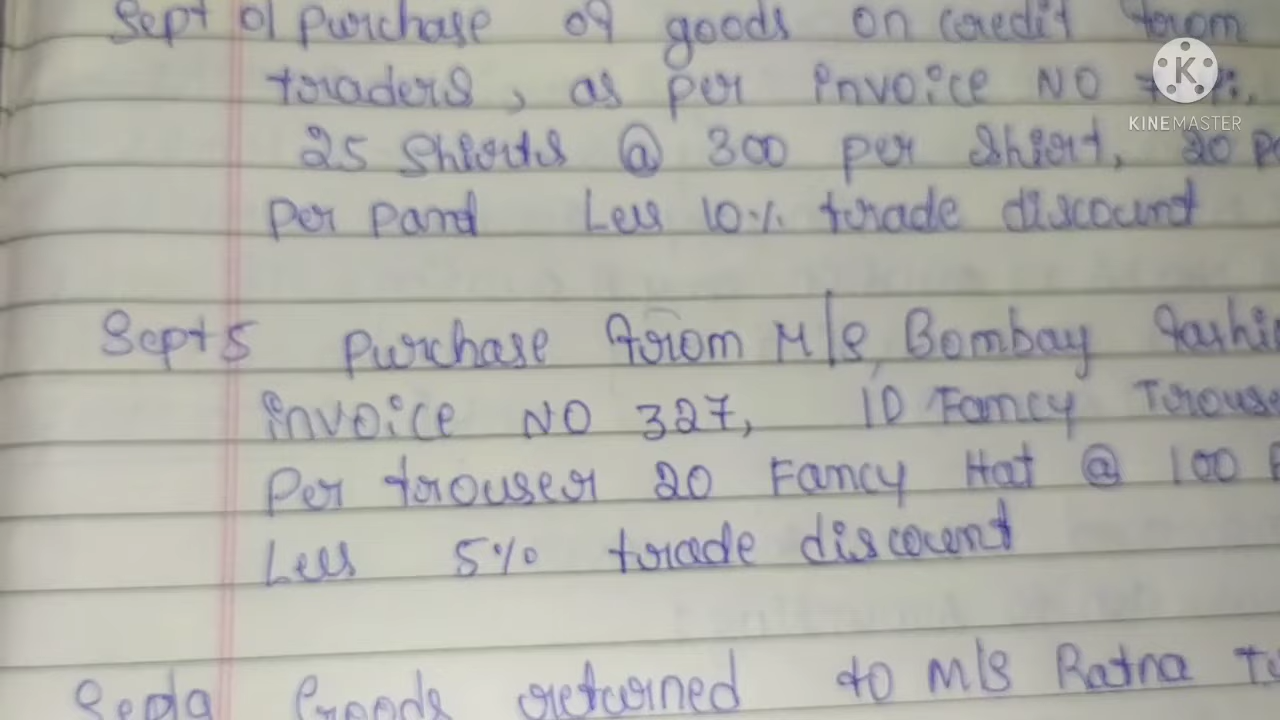 Sept 01 Purchase of goods on credit from
traders, as per invoice NO
25 Shirts @ 300 per Shirt, 20
Per pant Less 10% trade discount
Sept 5 Purchase from M/S Bombay Fashi
invoice NO 327, 10 Fancy Trouse
Per trouser 20 Fancy Hat @ 100
Less 5% trade discount
Goods returned to M/S Ratna
KINEMASTER